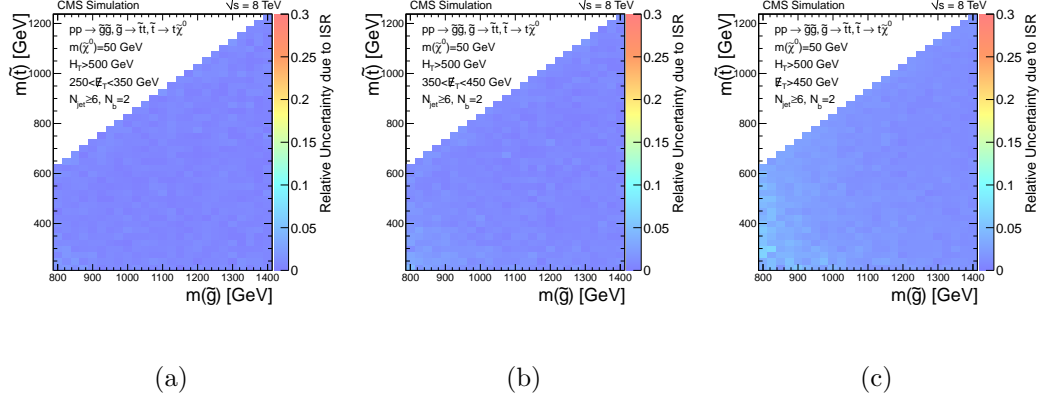 CMS Simulation √s = 8 TeV
pp → g̃g̃, g̃ → t̃t, t̃ → tχ̃⁰
m(χ̃⁰)=50 GeV
H_T>500 GeV
250<E̸_T<350 GeV
N_jet≥6, N_b=2
m(t̃) [GeV]
1200
1000
800
600
400
800 900 1000 1100 1200 1300 1400
m(g̃) [GeV]
0.3
0.25
0.2
0.15
0.1
0.05
0
Relative Uncertainty due to ISR
(a)
CMS Simulation √s = 8 TeV
pp → g̃g̃, g̃ → t̃t, t̃ → tχ̃⁰
m(χ̃⁰)=50 GeV
H_T>500 GeV
350<E̸_T<450 GeV
N_jet≥6, N_b=2
m(t̃) [GeV]
1200
1000
800
600
400
800 900 1000 1100 1200 1300 1400
m(g̃) [GeV]
0.3
0.25
0.2
0.15
0.1
0.05
0
Relative Uncertainty due to ISR
(b)
CMS Simulation √s = 8 TeV
pp → g̃g̃, g̃ → t̃t, t̃ → tχ̃⁰
m(χ̃⁰)=50 GeV
H_T>500 GeV
E̸_T>450 GeV
N_jet≥6, N_b=2
m(t̃) [GeV]
1200
1000
800
600
400
800 900 1000 1100 1200 1300 1400
m(g̃) [GeV]
0.3
0.25
0.2
0.15
0.1
0.05
0
Relative Uncertainty due to ISR
(c)